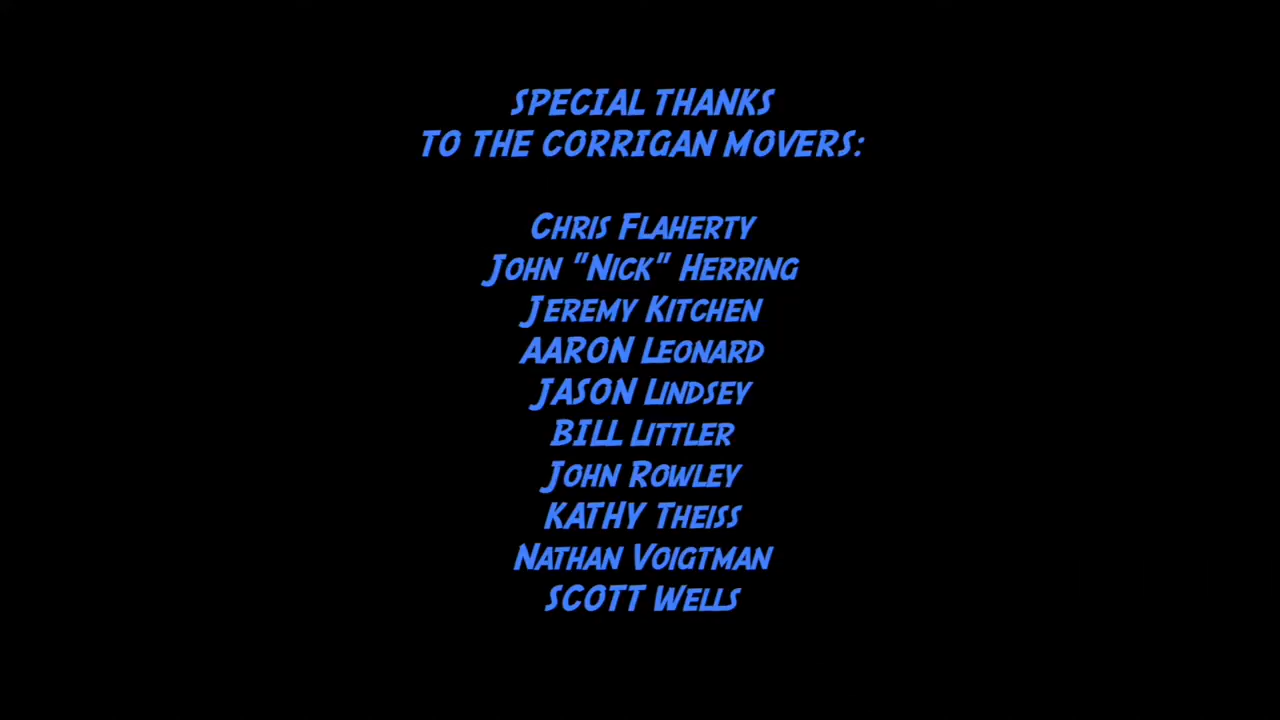 SPECIAL THANKS
TO THE CORRIGAN MOVERS:
CHRIS FLAHERTY
JOHN "NICK" HERRING
JEREMY KITCHEN
AARON LEONARD
JASON LINDSEY
BILL LITTLER
JOHN ROWLEY
KATHY THEISS
NATHAN VOIGTMAN
SCOTT WELLS